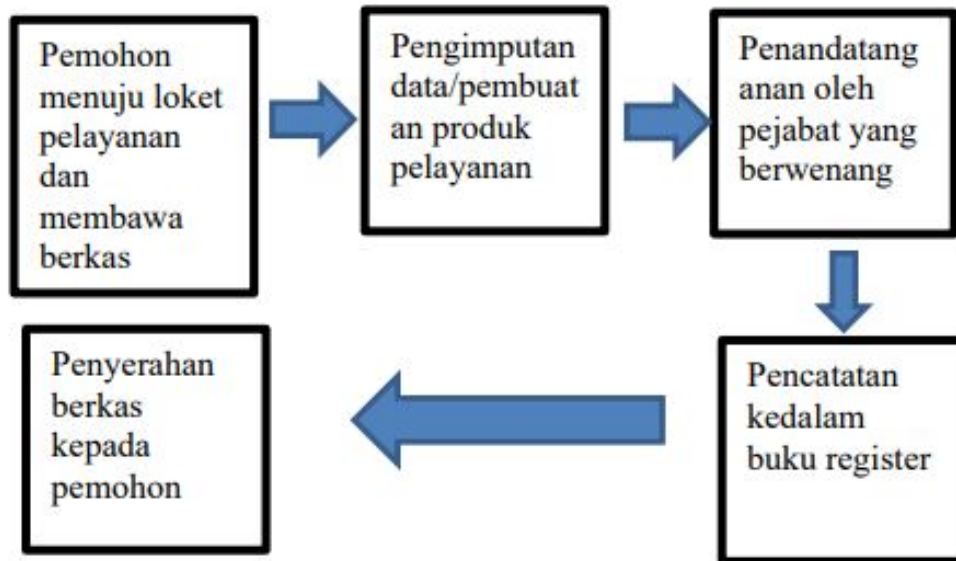 Pemohon
menuju loket
pelayanan
dan
membawa
berkas
Pengimputan
data/pembuat
an produk
pelayanan
Penandatang
anan oleh
pejabat yang
berwenang
Pencatatan
kedalam
buku register
Penyerahan
berkas
kepada
pemohon